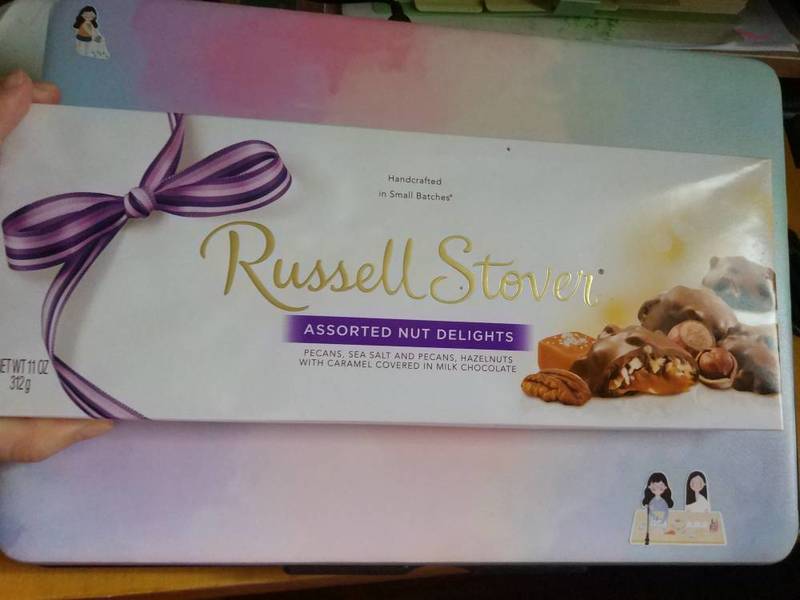 Handcrafted
in Small Batches®
Russell Stover®
ASSORTED NUT DELIGHTS
PECANS, SEA SALT AND PECANS, HAZELNUTS
WITH CARAMEL COVERED IN MILK CHOCOLATE
ET WT 11 OZ
312g